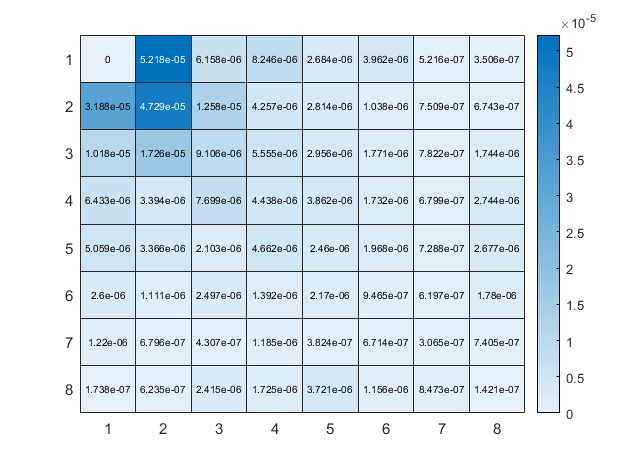 ×10-5
1 0 5.218e-05 6.158e-06 8.246e-06 2.684e-06 3.962e-06 5.216e-07 3.506e-07
2 3.188e-05 4.729e-05 1.258e-05 4.257e-06 2.814e-06 1.038e-06 7.509e-07 6.743e-07
3 1.018e-05 1.726e-05 9.106e-06 5.555e-06 2.956e-06 1.771e-06 7.822e-07 1.744e-06
4 6.433e-06 3.394e-06 7.699e-06 4.438e-06 3.862e-06 1.732e-06 6.799e-07 2.744e-06
5 5.059e-06 3.366e-06 2.103e-06 4.662e-06 2.46e-06 1.968e-06 7.288e-07 2.677e-06
6 2.6e-06 1.111e-06 2.497e-06 1.392e-06 2.17e-06 9.465e-07 6.197e-07 1.78e-06
7 1.22e-06 6.796e-07 4.307e-07 1.185e-06 3.824e-07 6.714e-07 3.065e-07 7.405e-07
8 1.738e-07 6.235e-07 2.415e-06 1.725e-06 3.721e-06 1.156e-06 8.473e-07 1.421e-07
1 2 3 4 5 6 7 8
5
4.5
4
3.5
3
2.5
2
1.5
1
0.5
0